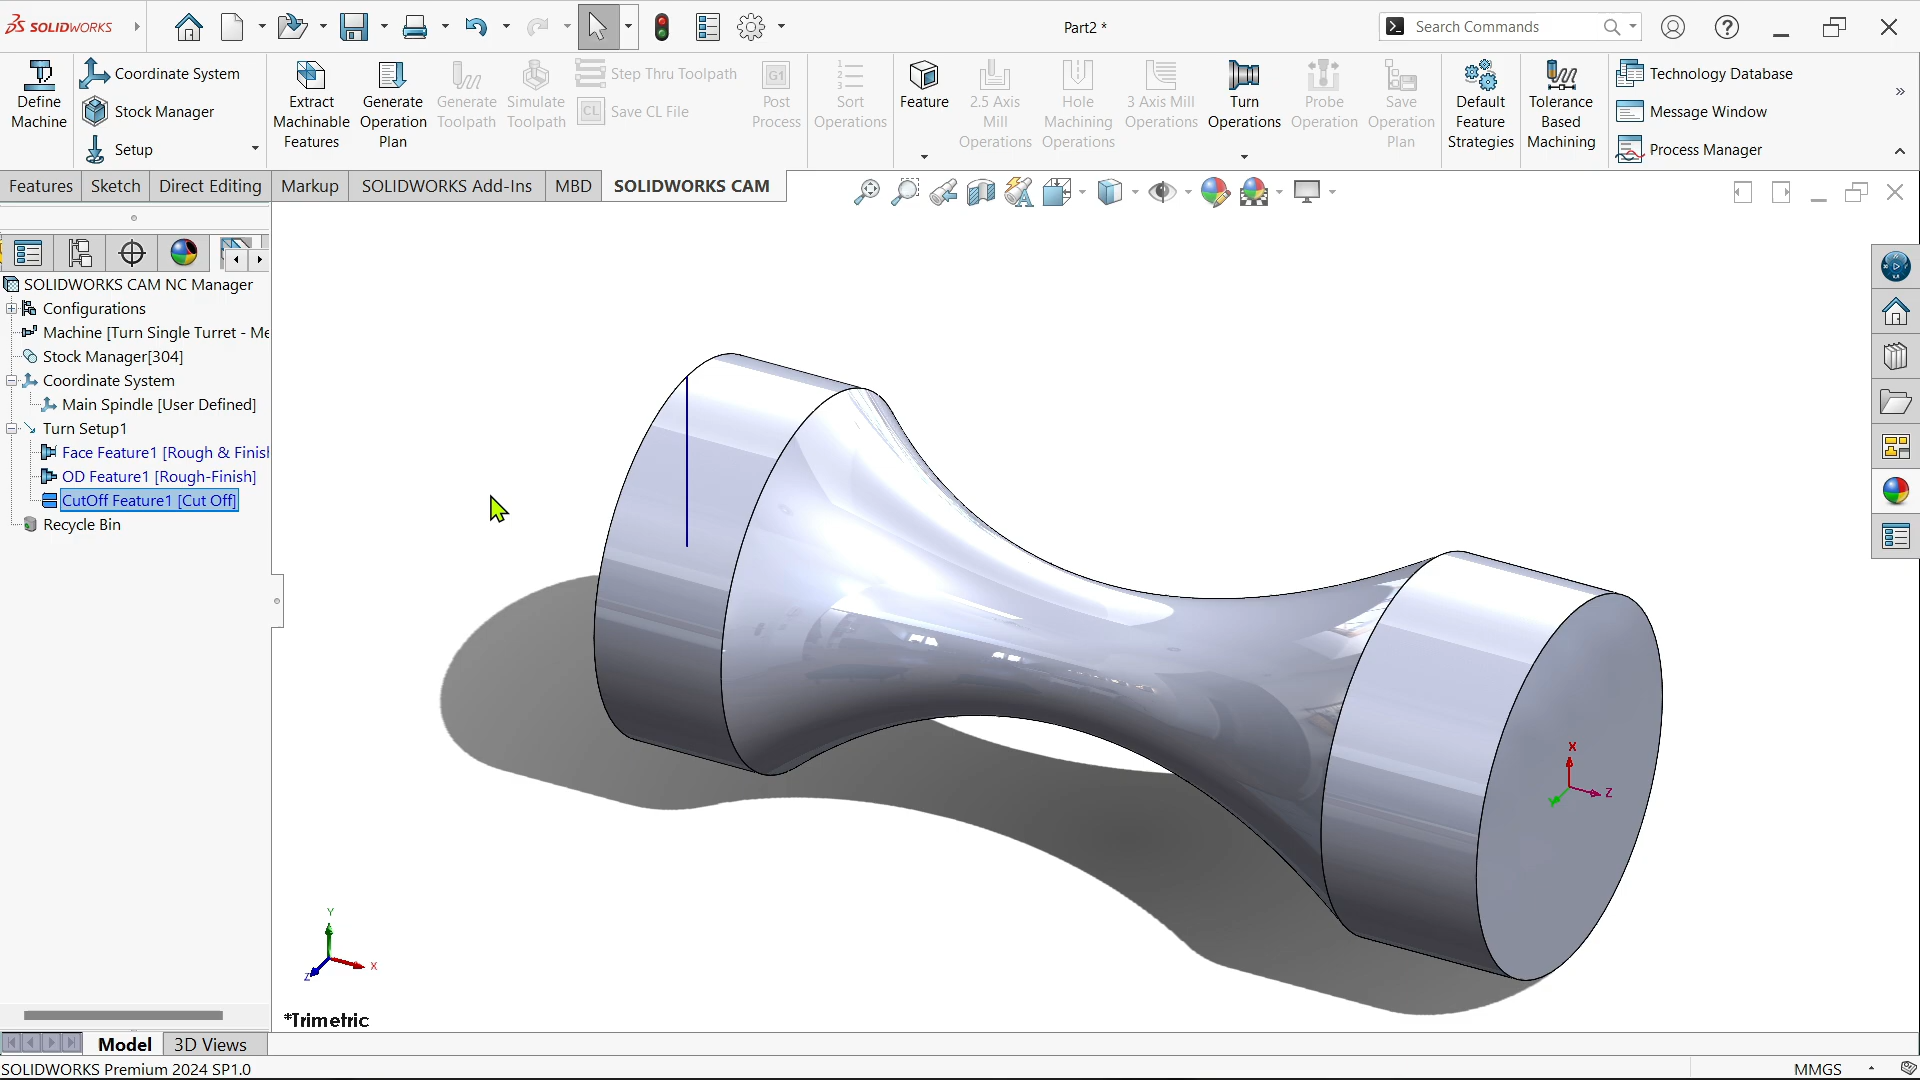 SOLIDWORKS
Part2 *
Search Commands
Define Machine
Coordinate System
Stock Manager
Setup
Extract Machinable Features
Generate Operation Plan
Generate Toolpath
Simulate Toolpath
Step Thru Toolpath
CL Save CL File
G1 Post Process
Sort Operations
Feature
2.5 Axis Mill Operations
Hole Machining Operations
3 Axis Mill Operations
Turn Operations
Probe Operation
Save Operation Plan
Default Feature Strategies
Tolerance Based Machining
Technology Database
Message Window
Process Manager
Features
Sketch
Direct Editing
Markup
SOLIDWORKS Add-Ins
MBD
SOLIDWORKS CAM
SOLIDWORKS CAM NC Manager
Configurations
Machine [Turn Single Turret - Me
Stock Manager[304]
Coordinate System
Main Spindle [User Defined]
Turn Setup1
Face Feature1 [Rough & Finish
OD Feature1 [Rough-Finish]
CutOff Feature1 [Cut Off]
Recycle Bin
X
Z
Y
Y
X
Z
*Trimetric
Model
3D Views
SOLIDWORKS Premium 2024 SP1.0
MMGS